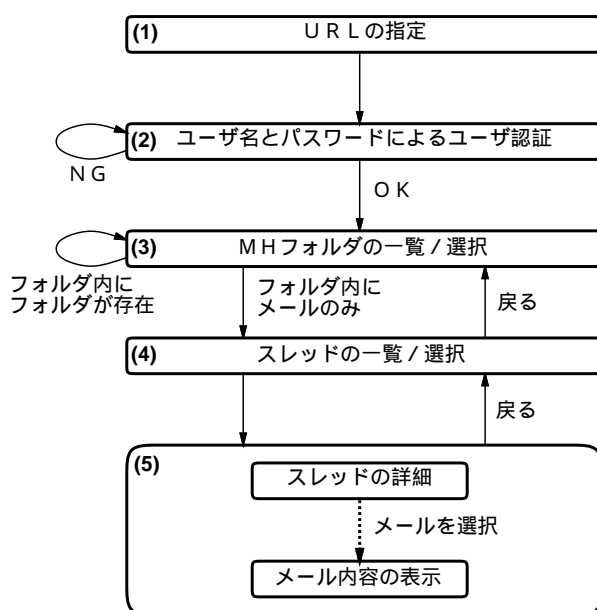 (1) ＵＲＬの指定
(2) ユーザ名とパスワードによるユーザ認証
ＮＧ
ＯＫ
(3) ＭＨフォルダの一覧 / 選択
フォルダ内に
フォルダが存在
フォルダ内に
メールのみ
戻る
(4) スレッドの一覧 / 選択
戻る
(5)
スレッドの詳細
メールを選択
メール内容の表示